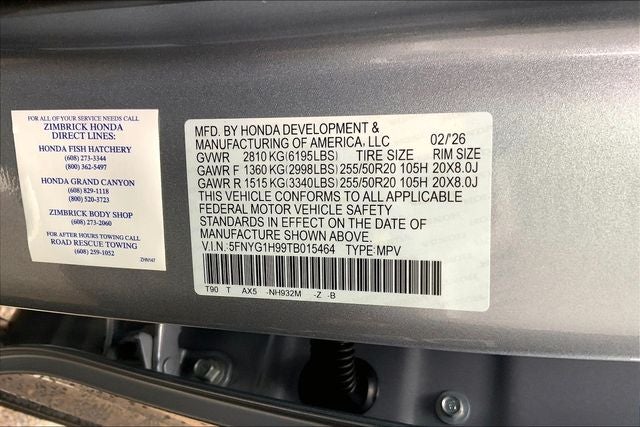 FOR ALL OF YOUR SERVICE NEEDS CALL
ZIMBRICK HONDA
DIRECT LINES:
HONDA FISH HATCHERY
(608) 273-3344
(800) 362-5497
HONDA GRAND CANYON
(608) 829-1118
(800) 520-3723
ZIMBRICK BODY SHOP
(608) 273-2060
FOR AFTER HOURS TOWING CALL
ROAD RESCUE TOWING
(608) 259-1052
ZHN147
MFD. BY HONDA DEVELOPMENT &
MANUFACTURING OF AMERICA, LLC 02/'26
GVWR 2810 KG(6195LBS) TIRE SIZE RIM SIZE
GAWR F 1360 KG(2998LBS) 255/50R20 105H 20X8.0J
GAWR R 1515 KG(3340LBS) 255/50R20 105H 20X8.0J
THIS VEHICLE CONFORMS TO ALL APPLICABLE
FEDERAL MOTOR VEHICLE SAFETY
STANDARDS IN EFFECT ON THE DATE OF
MANUFACTURE SHOWN ABOVE.
V.I.N.: 5FNYG1H99TB015464 TYPE: MPV
T90 T AX5 -NH932M -Z -B